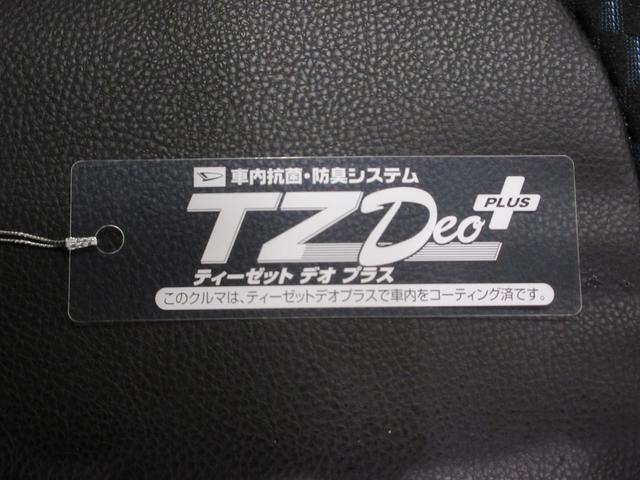 車内抗菌・防臭システム
TZ Deo PLUS
ティーゼット デオ プラス
このクルマは、ティーゼットデオプラスで車内をコーティング済です。